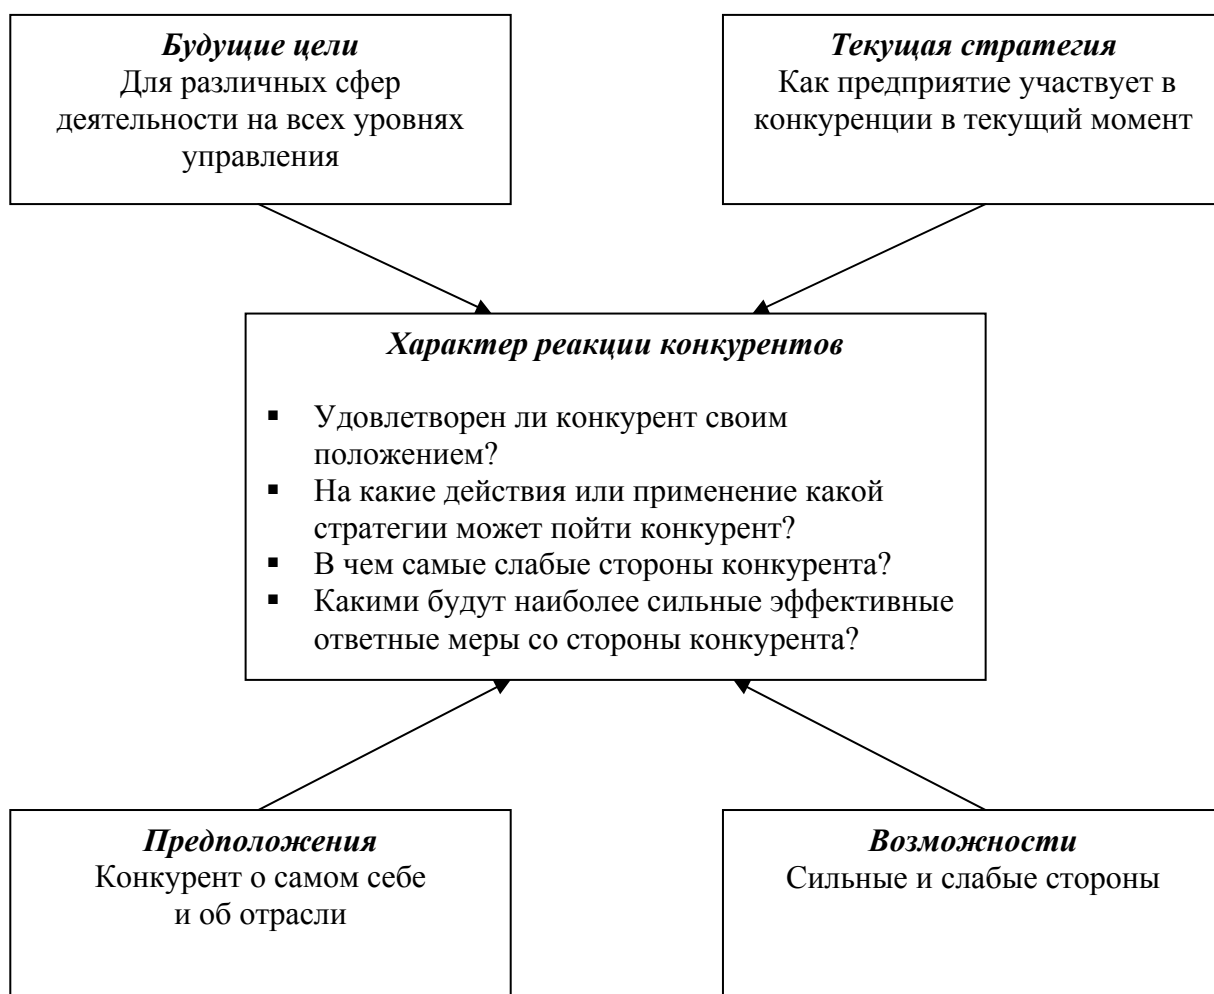 Будущие цели
Для различных сфер
деятельности на всех уровнях
управления
Текущая стратегия
Как предприятие участвует в
конкуренции в текущий момент
Характер реакции конкурентов
▪ Удовлетворен ли конкурент своим
положением?
▪ На какие действия или применение какой
стратегии может пойти конкурент?
▪ В чем самые слабые стороны конкурента?
▪ Какими будут наиболее сильные эффективные
ответные меры со стороны конкурента?
Предположения
Конкурент о самом себе
и об отрасли
Возможности
Сильные и слабые стороны